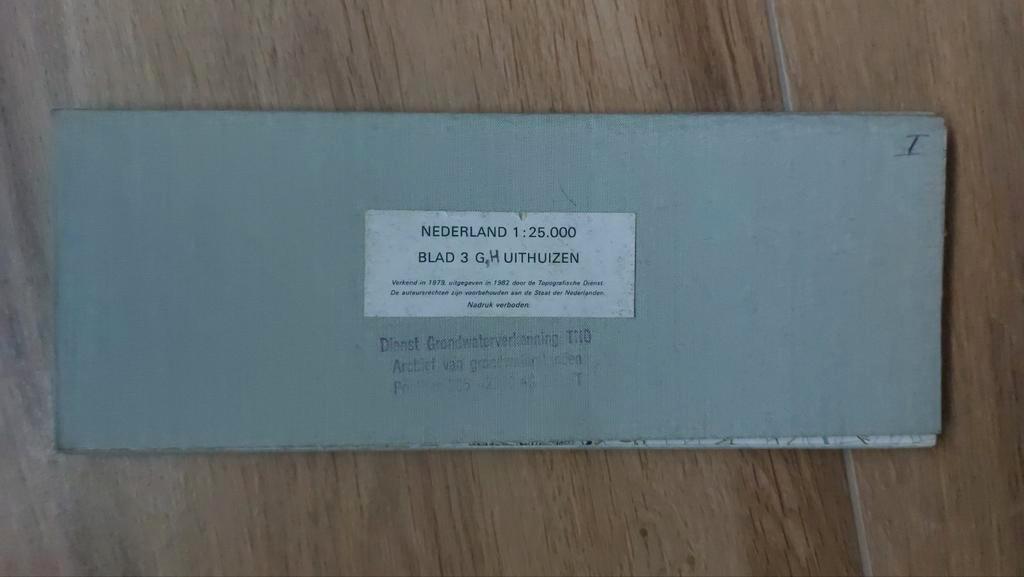 I
NEDERLAND 1:25.000
BLAD 3 G,H UITHUIZEN
Verkend in 1979, uitgegeven in 1982 door de Topografische Dienst.
De auteursrechten zijn voorbehouden aan de Staat der Nederlanden.
Nadruk verboden.
Dienst Grondwaterverkenning TNO
Archief van grondwaterstanden